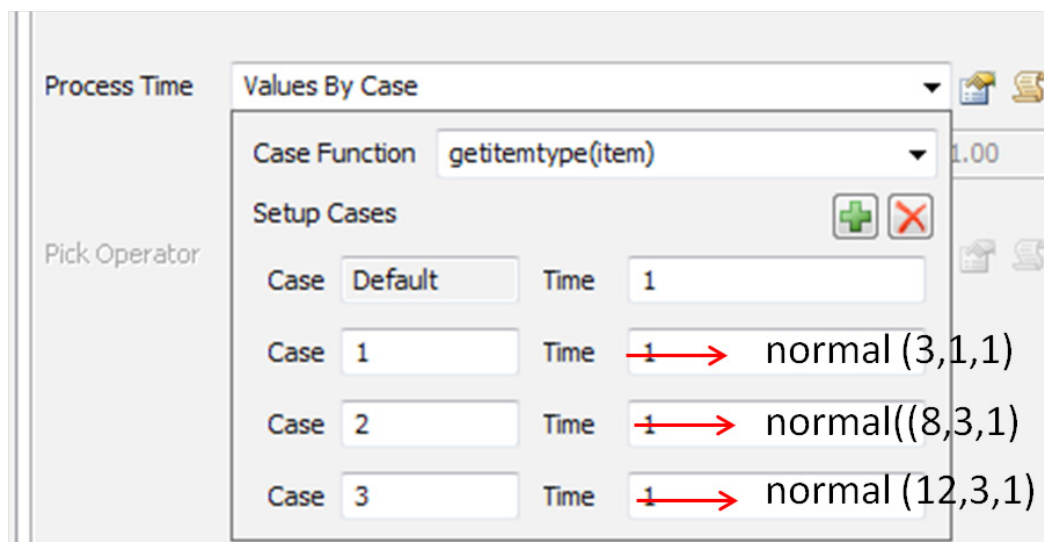 Process Time Values By Case
Case Function getitemtype(item) 1.00
Setup Cases
Pick Operator
Case Default Time 1
Case 1 Time 1 normal (3,1,1)
Case 2 Time 1 normal((8,3,1)
Case 3 Time 1 normal (12,3,1)